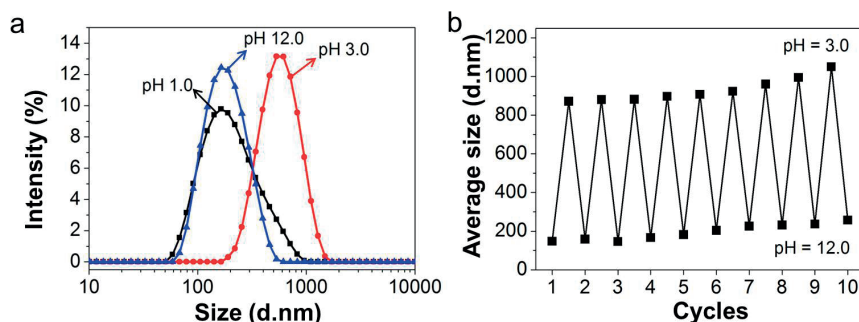 a
14
12
10
8
6
4
2
0
Intensity (%)
pH 12.0
pH 3.0
pH 1.0
10 100 1000 10000
Size (d.nm)
b
1200
1000
800
600
400
200
0
Average size (d.nm)
pH = 3.0
pH = 12.0
1 2 3 4 5 6 7 8 9 10
Cycles